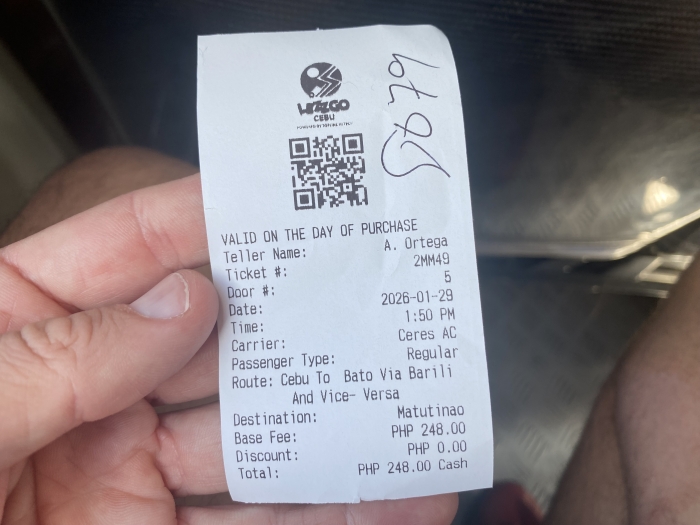 WIZZGO
CEBU
VALID ON THE DAY OF PURCHASE
Teller Name: A. Ortega
Ticket #: 2MM49
Door #: 5
Date: 2026-01-29
Time: 1:50 PM
Carrier: Ceres AC
Passenger Type: Regular
Route: Cebu To Bato Via Barili
And Vice- Versa
Destination: Matutinao
Base Fee: PHP 248.00
Discount: PHP 0.00
Total: PHP 248.00 Cash